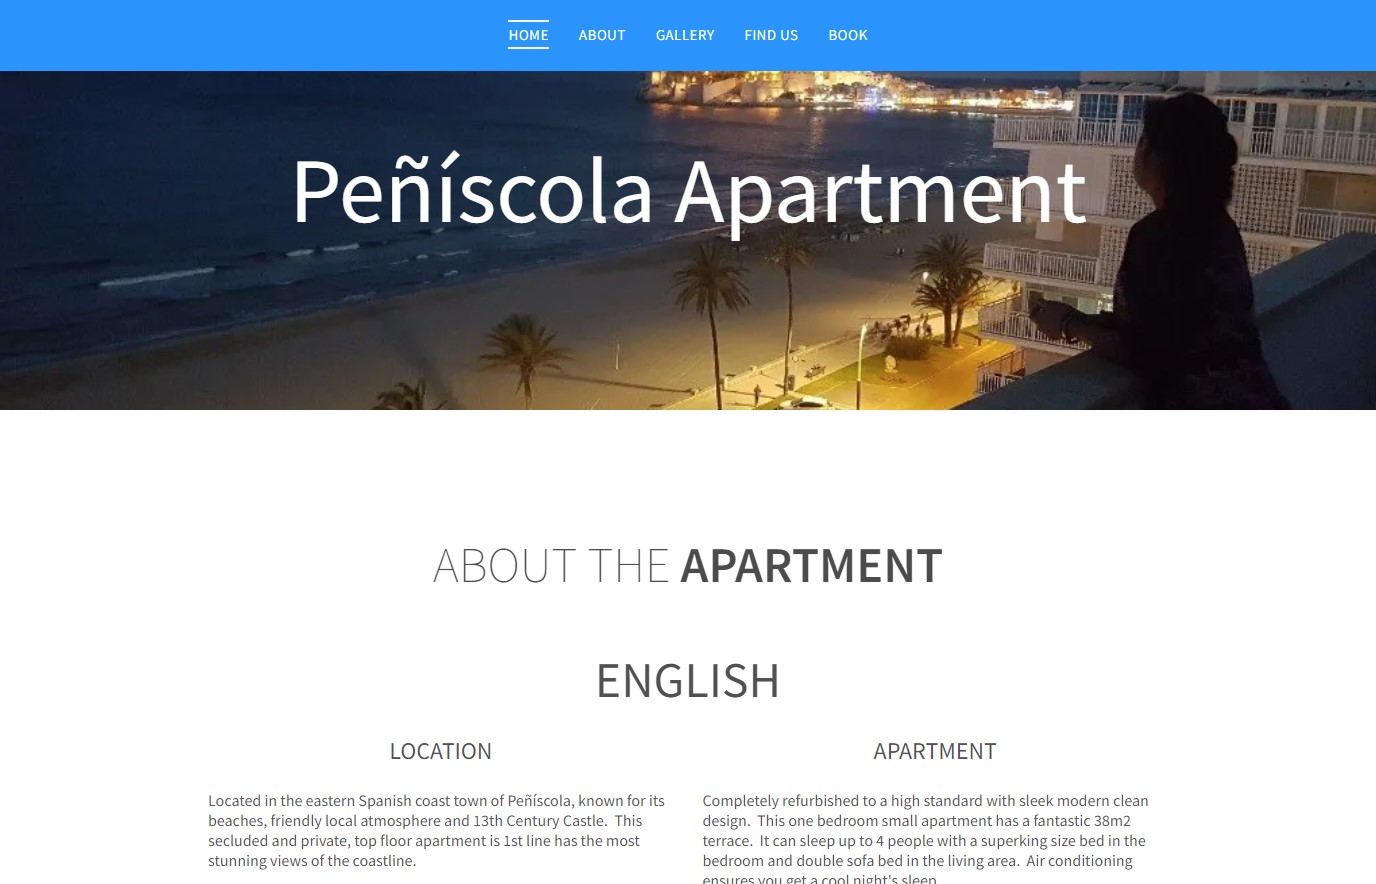 HOME ABOUT GALLERY FIND US BOOK
Peñíscola Apartment
ABOUT THE APARTMENT
ENGLISH
LOCATION
Located in the eastern Spanish coast town of Peñíscola, known for its
beaches, friendly local atmosphere and 13th Century Castle.  This
secluded and private, top floor apartment is 1st line has the most
stunning views of the coastline.
APARTMENT
Completely refurbished to a high standard with sleek modern clean
design.  This one bedroom small apartment has a fantastic 38m2
terrace.  It can sleep up to 4 people with a superking size bed in the
bedroom and double sofa bed in the living area.  Air conditioning
ensures you get a cool night's sleep